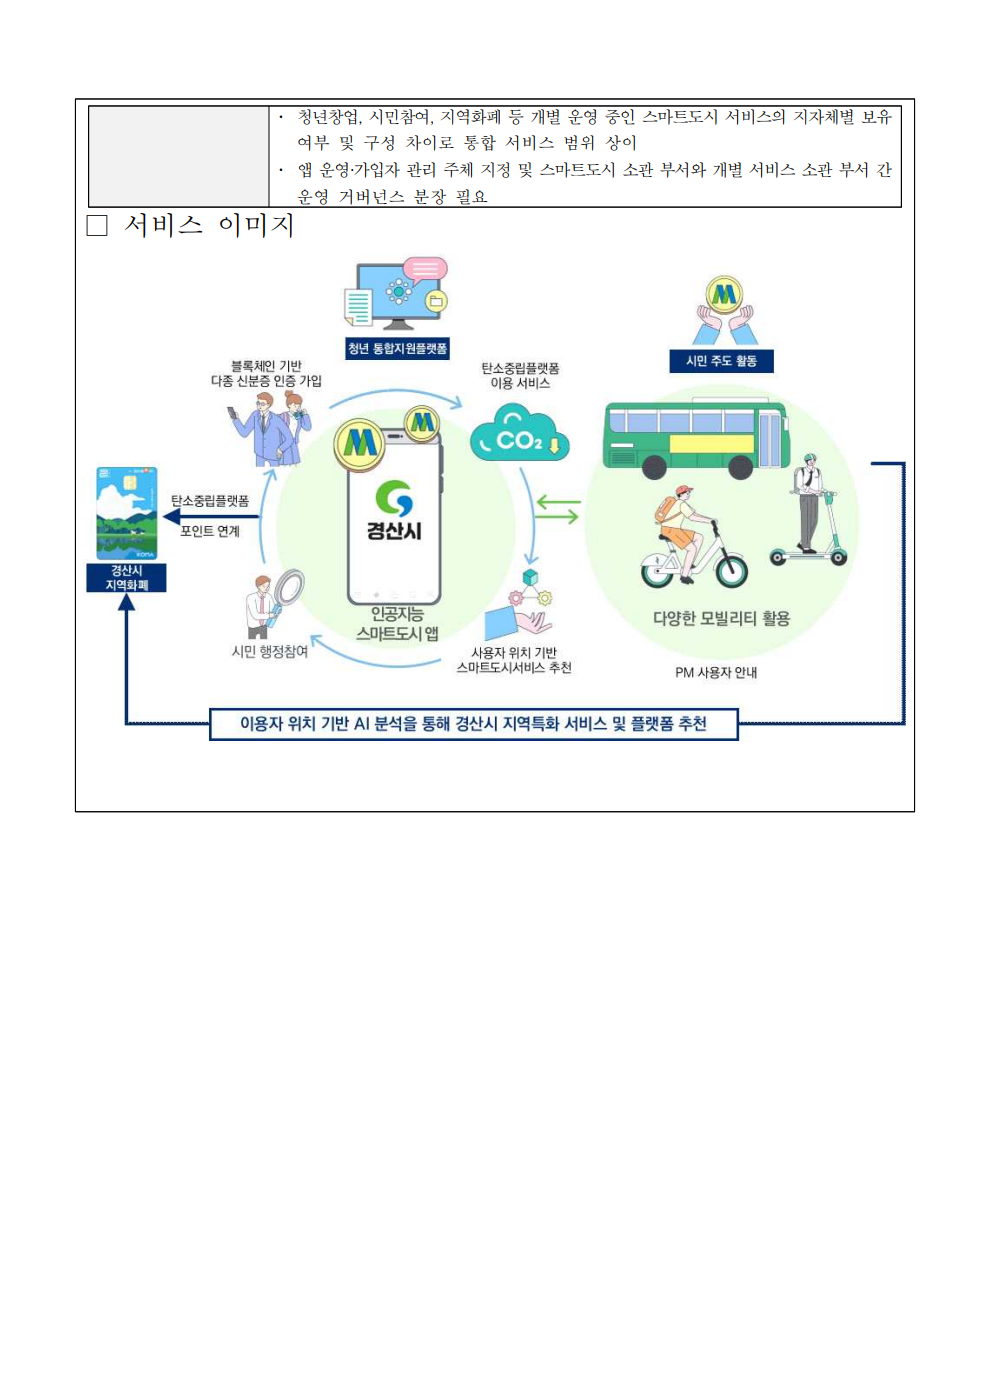 · 청년창업, 시민참여, 지역화폐 등 개별 운영 중인 스마트도시 서비스의 지자체별 보유
여부 및 구성 차이로 통합 서비스 범위 상이
· 앱 운영·가입자 관리 주체 지정 및 스마트도시 소관 부서와 개별 서비스 소관 부서 간
운영 거버넌스 분장 필요
□ 서비스 이미지
청년 통합지원플랫폼
시민 주도 활동
블록체인 기반
다종 신분증 인증 가입
탄소중립플랫폼
이용 서비스
CO₂
경산시
탄소중립플랫폼
포인트 연계
KONA
경산시
지역화폐
인공지능
스마트도시 앱
시민 행정참여
사용자 위치 기반
스마트도시서비스 추천
다양한 모빌리티 활용
PM 사용자 안내
이용자 위치 기반 AI 분석을 통해 경산시 지역특화 서비스 및 플랫폼 추천